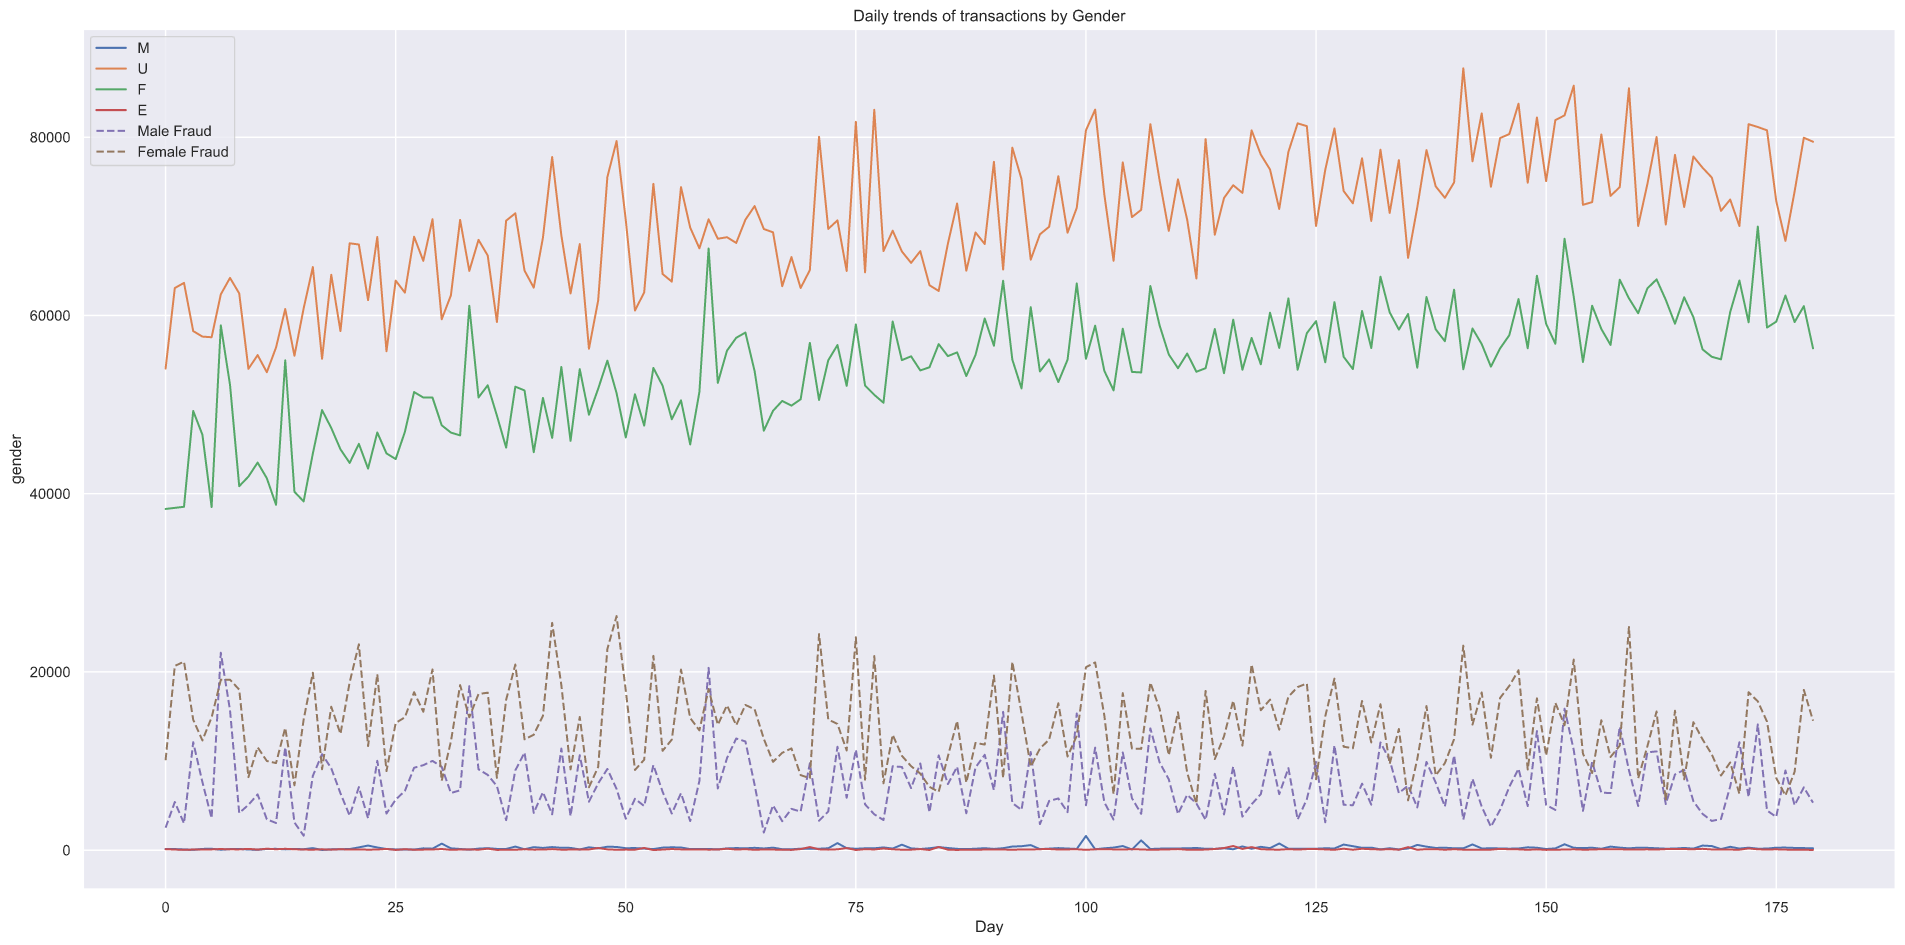 Daily trends of transactions by Gender
M
U
F
E
Male Fraud
Female Fraud
gender
80000
60000
40000
20000
0
0 25 50 75 100 125 150 175
Day